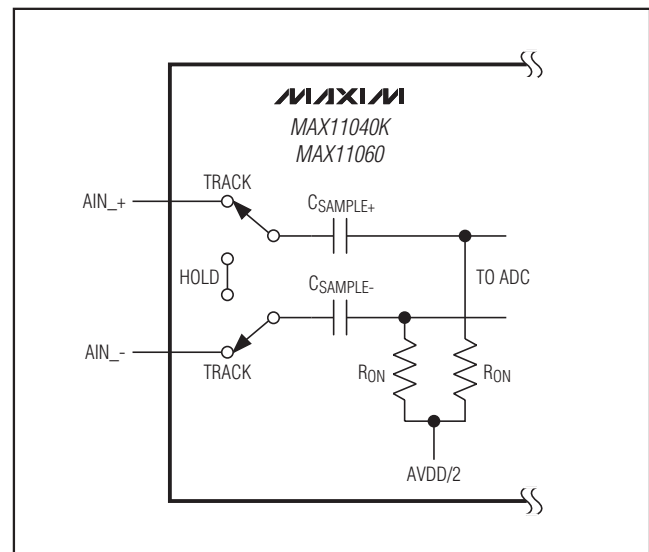 MAXIM
MAX11040K
MAX11060
TRACK
AIN_+
CSAMPLE+
HOLD
TO ADC
CSAMPLE-
AIN_-
TRACK
RON
RON
AVDD/2